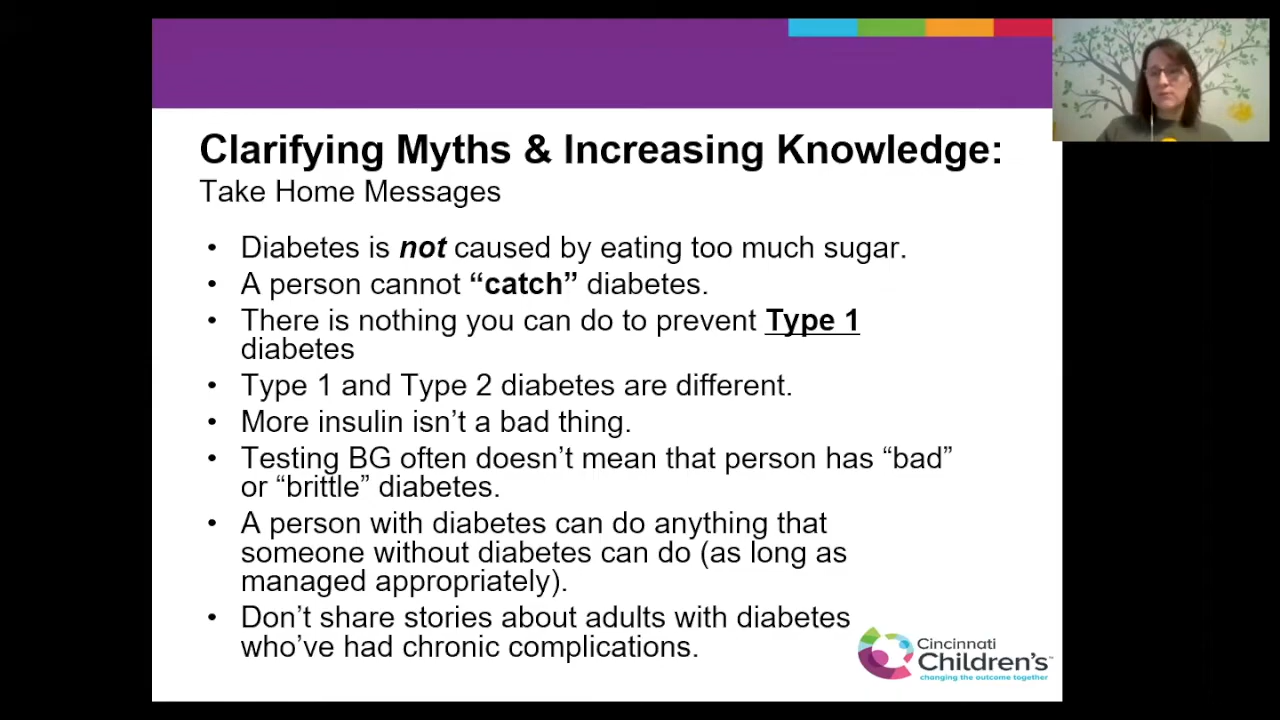 Clarifying Myths & Increasing Knowledge:
Take Home Messages
• Diabetes is not caused by eating too much sugar.
• A person cannot “catch” diabetes.
• There is nothing you can do to prevent Type 1
diabetes
• Type 1 and Type 2 diabetes are different.
• More insulin isn’t a bad thing.
• Testing BG often doesn’t mean that person has “bad”
or “brittle” diabetes.
• A person with diabetes can do anything that
someone without diabetes can do (as long as
managed appropriately).
• Don’t share stories about adults with diabetes
who’ve had chronic complications.
Cincinnati
Children’s™
changing the outcome together